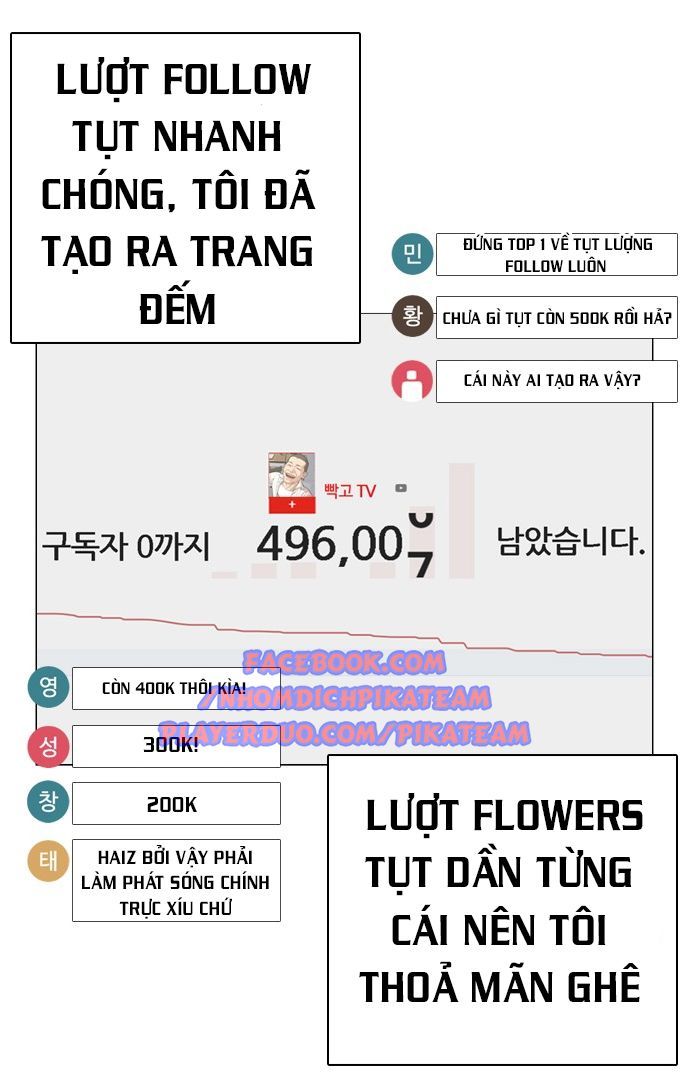 LƯỢT FOLLOW
TỤT NHANH
CHÓNG, TÔI ĐÃ
TẠO RA TRANG
ĐẾM
민
ĐỨNG TOP 1 VỀ TỤT LƯỢNG
FOLLOW LUÔN
황
CHƯA GÌ TỤT CÒN 500K RỒI HẢ?
CÁI NÀY AI TẠO RA VẬY?
빡고 TV
구독자 0까지 496,007 남았습니다.
FACEBOOK.COM
/NHOMDICHPIKATEAM
PLAYERDUO.COM/PIKATEAM
영
CÒN 400K THÔI KÌA!
성
300K!
창
200K
태
HAIZ BỞI VẬY PHẢI
LÀM PHÁT SÓNG CHÍNH
TRỰC XÍU CHỨ
LƯỢT FLOWERS
TỤT DẦN TỪNG
CÁI NÊN TÔI
THOẢ MÃN GHÊ